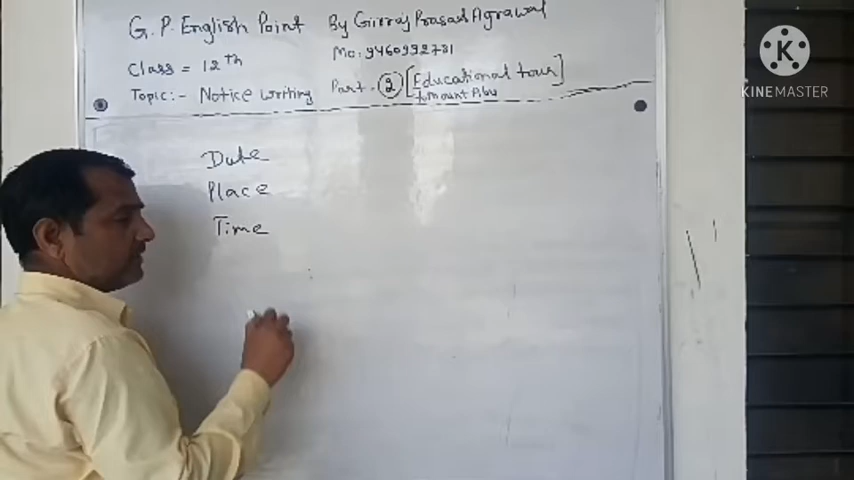 G. P. English Point By Girraj Prasad Agrawal
Class = 12th Mo. 9460992781
Topic:- Notice writing Part. 2 [Educational tour]
to mount Abu
Date
Place
Time
K
KINEMASTER